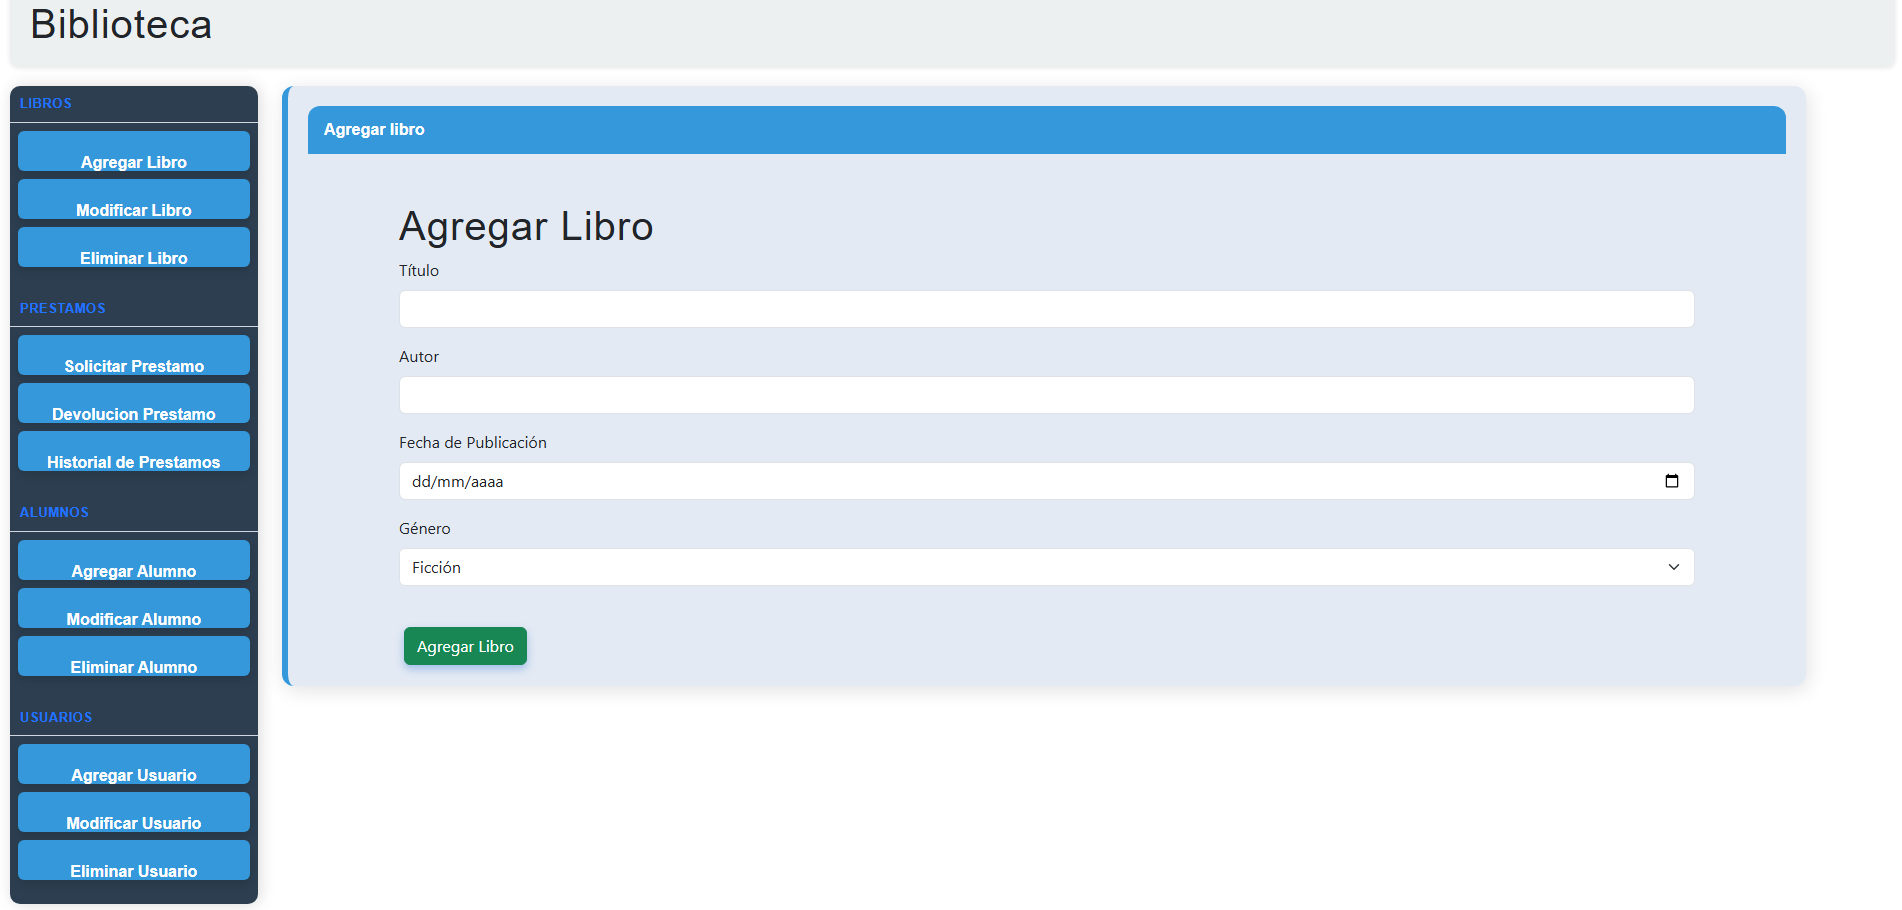 Biblioteca
LIBROS
Agregar Libro
Modificar Libro
Eliminar Libro
PRESTAMOS
Solicitar Prestamo
Devolucion Prestamo
Historial de Prestamos
ALUMNOS
Agregar Alumno
Modificar Alumno
Eliminar Alumno
USUARIOS
Agregar Usuario
Modificar Usuario
Eliminar Usuario
Agregar libro
Agregar Libro
Título
Autor
Fecha de Publicación
dd/mm/aaaa
Género
Ficción
Agregar Libro